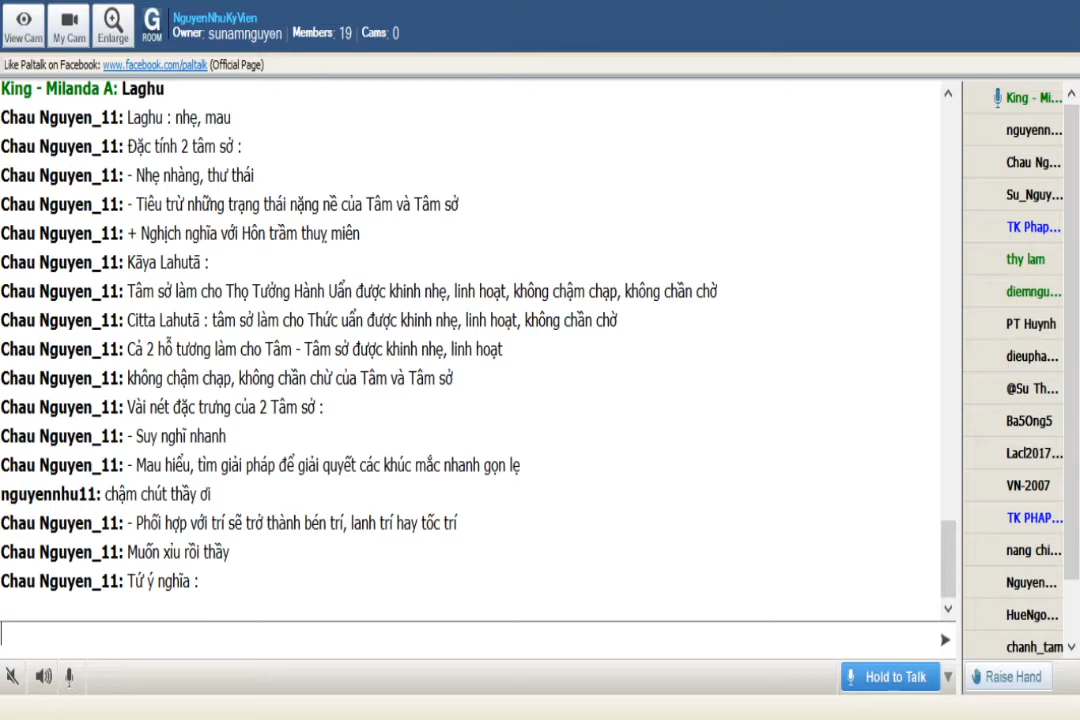 View Cam
My Cam
Enlarge
G
ROOM
NguyenNhuKyVien
Owner: sunamnguyen | Members: 19 | Cams: 0
Like Paltalk on Facebook: www.facebook.com/paltalk (Official Page)
King - Milanda A: Laghu
Chau Nguyen_11: Laghu : nhẹ, mau
Chau Nguyen_11: Đặc tính 2 tâm sở :
Chau Nguyen_11: - Nhẹ nhàng, thư thái
Chau Nguyen_11: - Tiêu trừ những trạng thái nặng nề của Tâm và Tâm sở
Chau Nguyen_11: + Nghịch nghĩa với Hôn trầm thuỵ miên
Chau Nguyen_11: Kāya Lahutā :
Chau Nguyen_11: Tâm sở làm cho Thọ Tưởng Hành Uẩn được khinh nhẹ, linh hoạt, không chậm chạp, không chần chờ
Chau Nguyen_11: Citta Lahutā : tâm sở làm cho Thức uẩn được khinh nhẹ, linh hoạt, không chần chờ
Chau Nguyen_11: Cả 2 hỗ tương làm cho Tâm - Tâm sở được khinh nhẹ, linh hoạt
Chau Nguyen_11: không chậm chạp, không chần chừ của Tâm và Tâm sở
Chau Nguyen_11: Vài nét đặc trưng của 2 Tâm sở :
Chau Nguyen_11: - Suy nghĩ nhanh
Chau Nguyen_11: - Mau hiểu, tìm giải pháp để giải quyết các khúc mắc nhanh gọn lẹ
nguyennhu11: chậm chút thầy ơi
Chau Nguyen_11: - Phối hợp với trí sẽ trở thành bén trí, lanh trí hay tốc trí
Chau Nguyen_11: Muốn xỉu rồi thầy
Chau Nguyen_11: Tứ ý nghĩa :
King - Mi...
nguyenn...
Chau Ng...
Su_Nguy...
TK Phap...
thy lam
diemngu...
PT Huynh
dieupha...
@Su Th...
Ba5Ong5
Lacl2017...
VN-2007
TK PHAP...
nang chi...
Nguyen...
HueNgo...
chanh_tam
Hold to Talk
Raise Hand